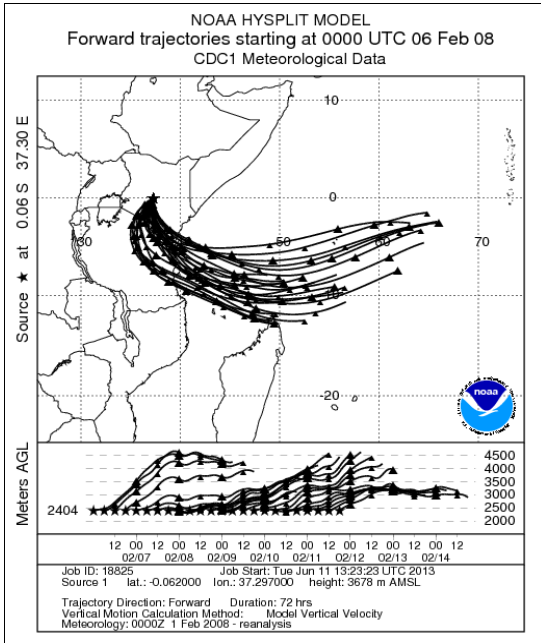 NOAA HYSPLIT MODEL
Forward trajectories starting at 0000 UTC 06 Feb 08
CDC1 Meteorological Data
Source ★ at 0.06 S 37.30 E
10
0
30
50
60
70
-20
noaa
Meters AGL
2404
4500
4000
3500
3000
2500
2000
12 00 12 00 12 00 12 00 12 00 12 00 12 00 12 00 12
02/07 02/08 02/09 02/10 02/11 02/12 02/13 02/14
Job ID: 18825 Job Start: Tue Jun 11 13:23:23 UTC 2013
Source 1 lat.: -0.062000 lon.: 37.297000 height: 3678 m AMSL
Trajectory Direction: Forward Duration: 72 hrs
Vertical Motion Calculation Method: Model Vertical Velocity
Meteorology: 0000Z 1 Feb 2008 - reanalysis